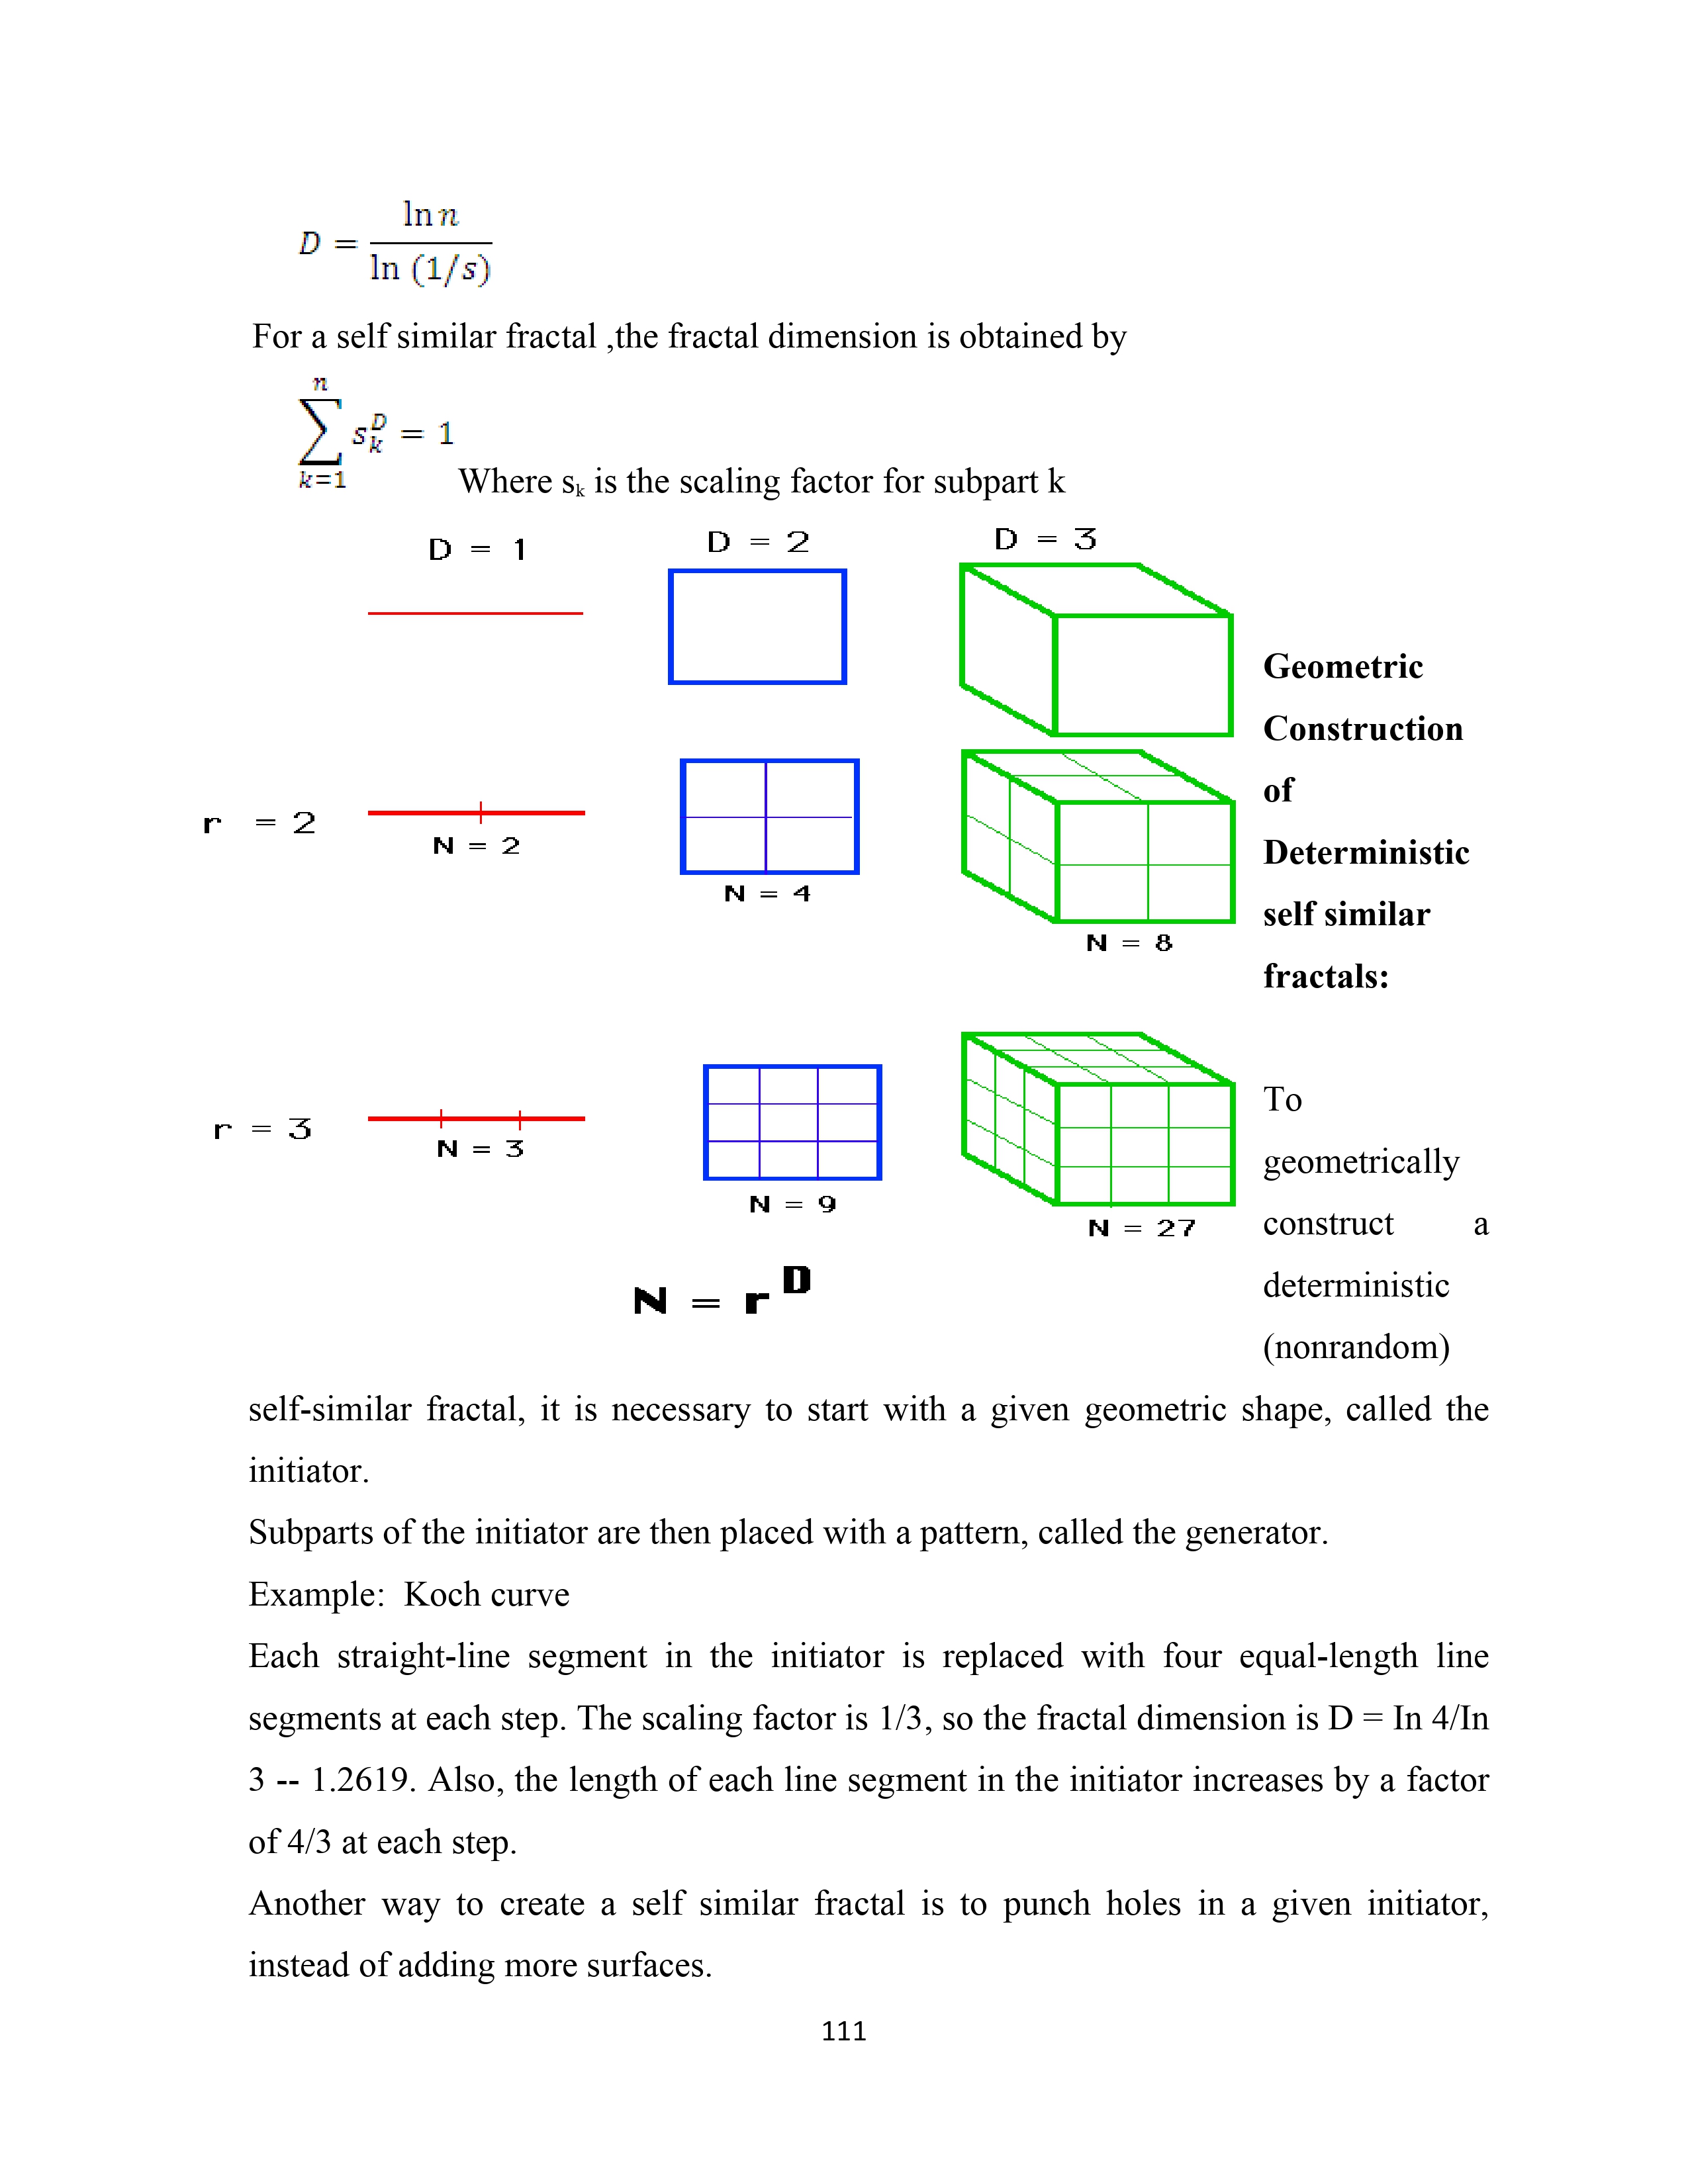 D = ln n / ln (1/s)
For a self similar fractal ,the fractal dimension is obtained by
n
∑ s_k^D = 1
k=1
Where sₖ is the scaling factor for subpart k
D = 1
D = 2
D = 3
r = 2
N = 2
N = 4
N = 8
r = 3
N = 3
N = 9
N = 27
N = r^D
Geometric
Construction
of
Deterministic
self similar
fractals:
To
geometrically
construct a
deterministic
(nonrandom)
self-similar fractal, it is necessary to start with a given geometric shape, called the
initiator.
Subparts of the initiator are then placed with a pattern, called the generator.
Example: Koch curve
Each straight-line segment in the initiator is replaced with four equal-length line
segments at each step. The scaling factor is 1/3, so the fractal dimension is D = In 4/In
3 -- 1.2619. Also, the length of each line segment in the initiator increases by a factor
of 4/3 at each step.
Another way to create a self similar fractal is to punch holes in a given initiator,
instead of adding more surfaces.
111